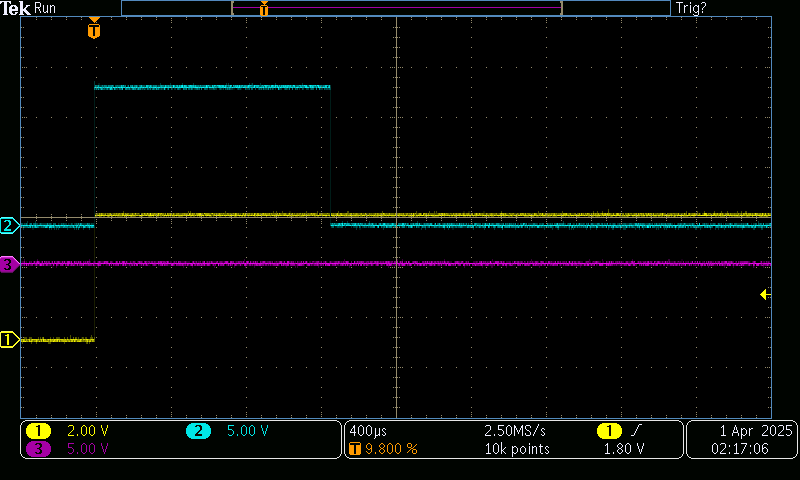 Tek Run T Trig?
T
2
3
1
1 2.00 V 2 5.00 V
3 5.00 V
400µs 2.50MS/s 1
T 9.800 % 10k points 1.80 V
1 Apr 2025
02:17:06